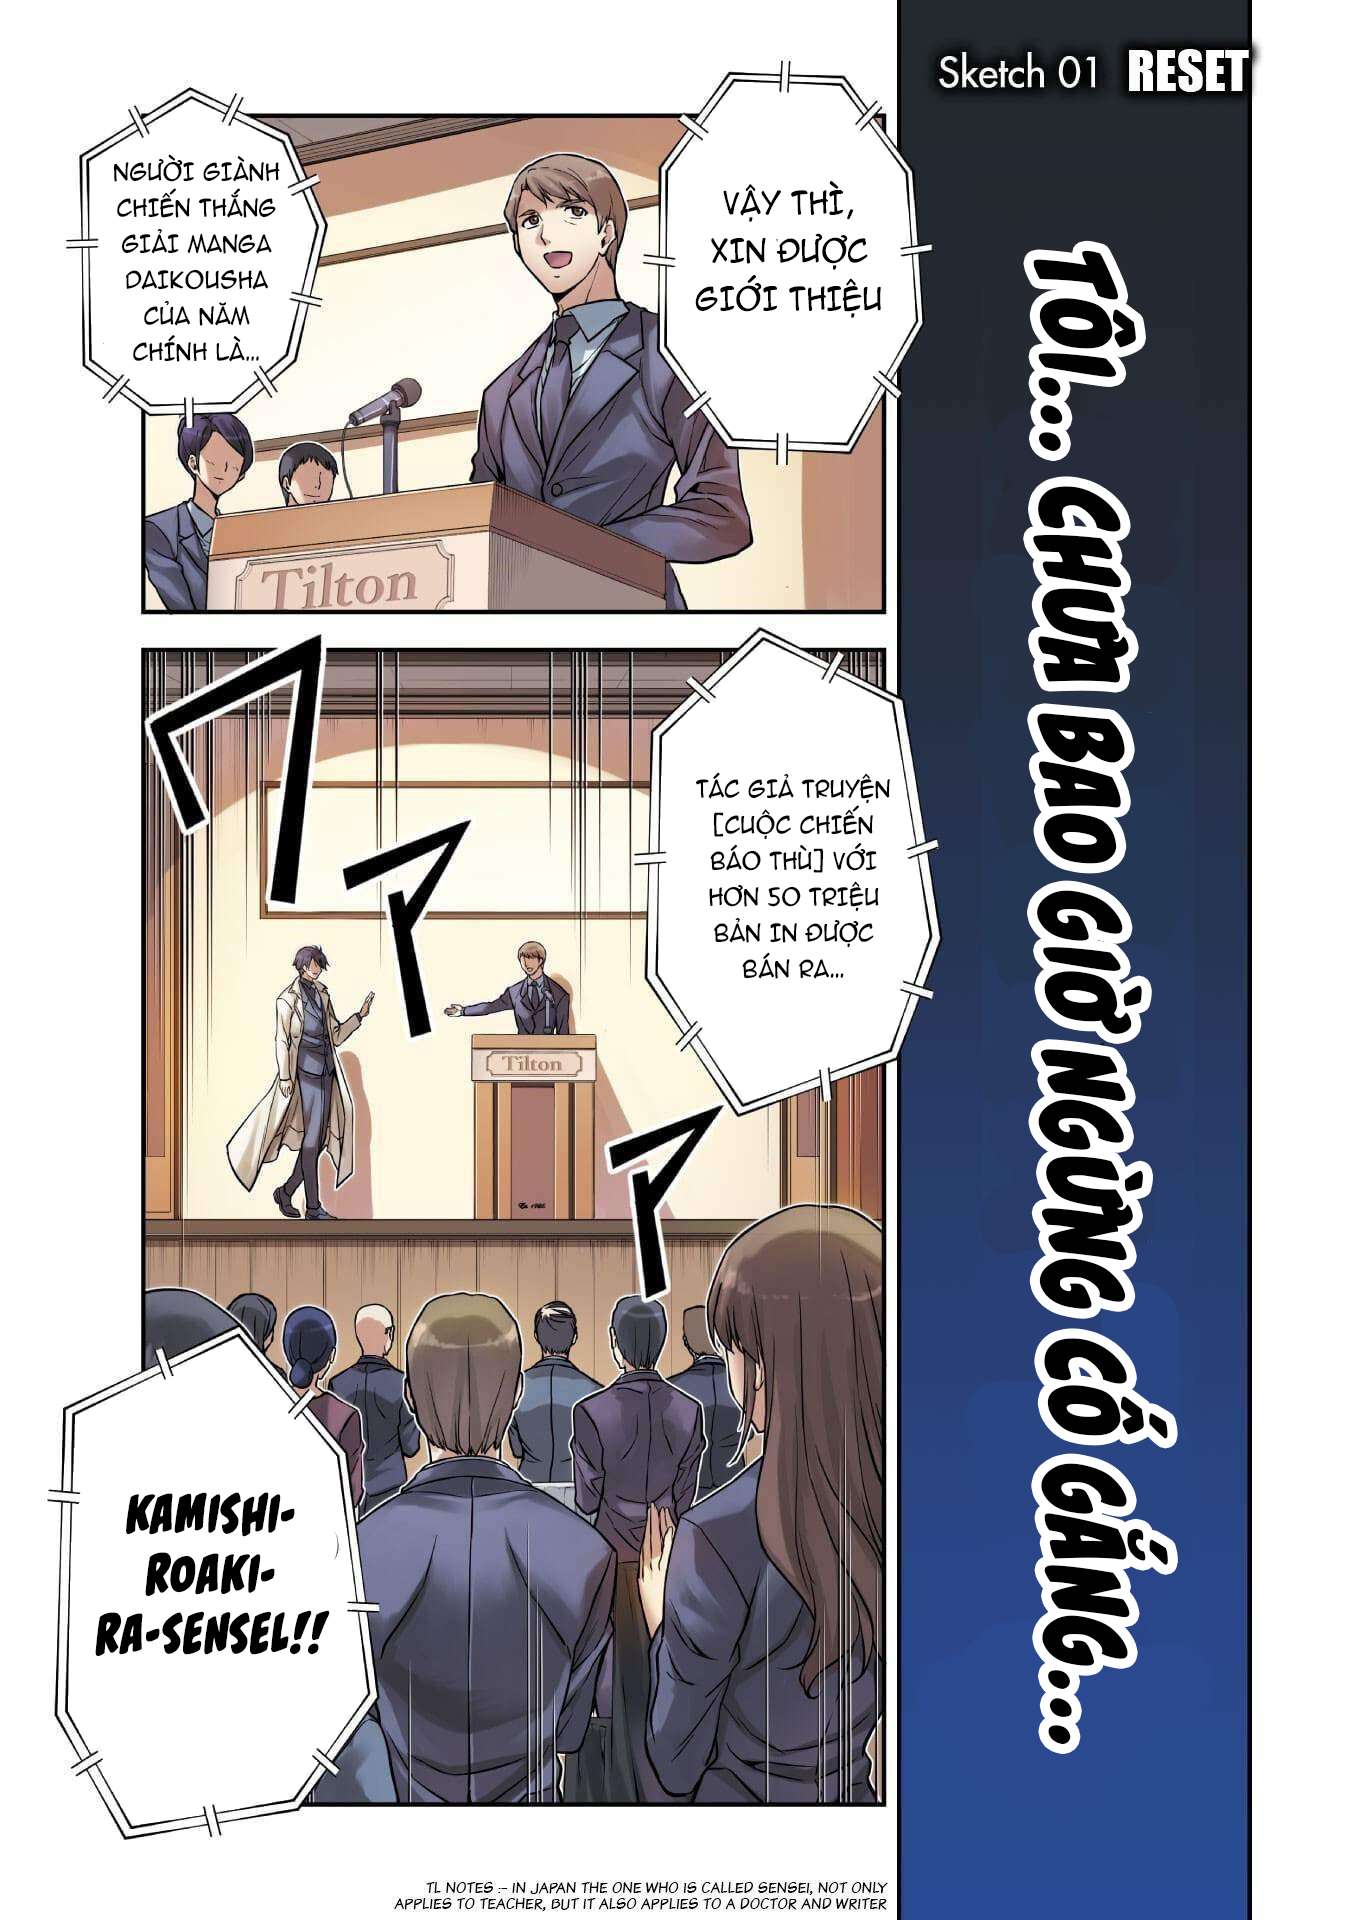 Sketch 01 RESET
TÔI... CHƯA BAO GIỜ NGỪNG CỐ GẮNG...
VẬY THÌ,
XIN ĐƯỢC
GIỚI THIỆU
NGƯỜI GIÀNH
CHIẾN THẮNG
GIẢI MANGA
DAIKOUSHA
CỦA NĂM
CHÍNH LÀ...
Tilton
TÁC GIẢ TRUYỆN
[CUỘC CHIẾN
BÁO THÙ] VỚI
HƠN 50 TRIỆU
BẢN IN ĐƯỢC
BÁN RA...
ワ
ア
ア
Tilton
KAMISHI-
ROAKI-
RA-SENSEI!!
TL NOTES :- IN JAPAN THE ONE WHO IS CALLED SENSEI, NOT ONLY
APPLIES TO TEACHER, BUT IT ALSO APPLIES TO A DOCTOR AND WRITER